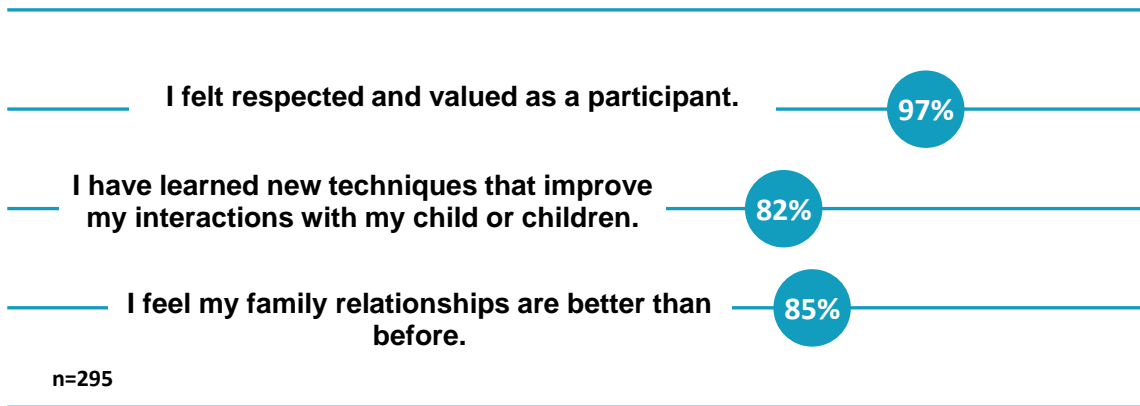 I felt respected and valued as a participant.
97%
I have learned new techniques that improve
my interactions with my child or children.
82%
I feel my family relationships are better than
before.
85%
n=295